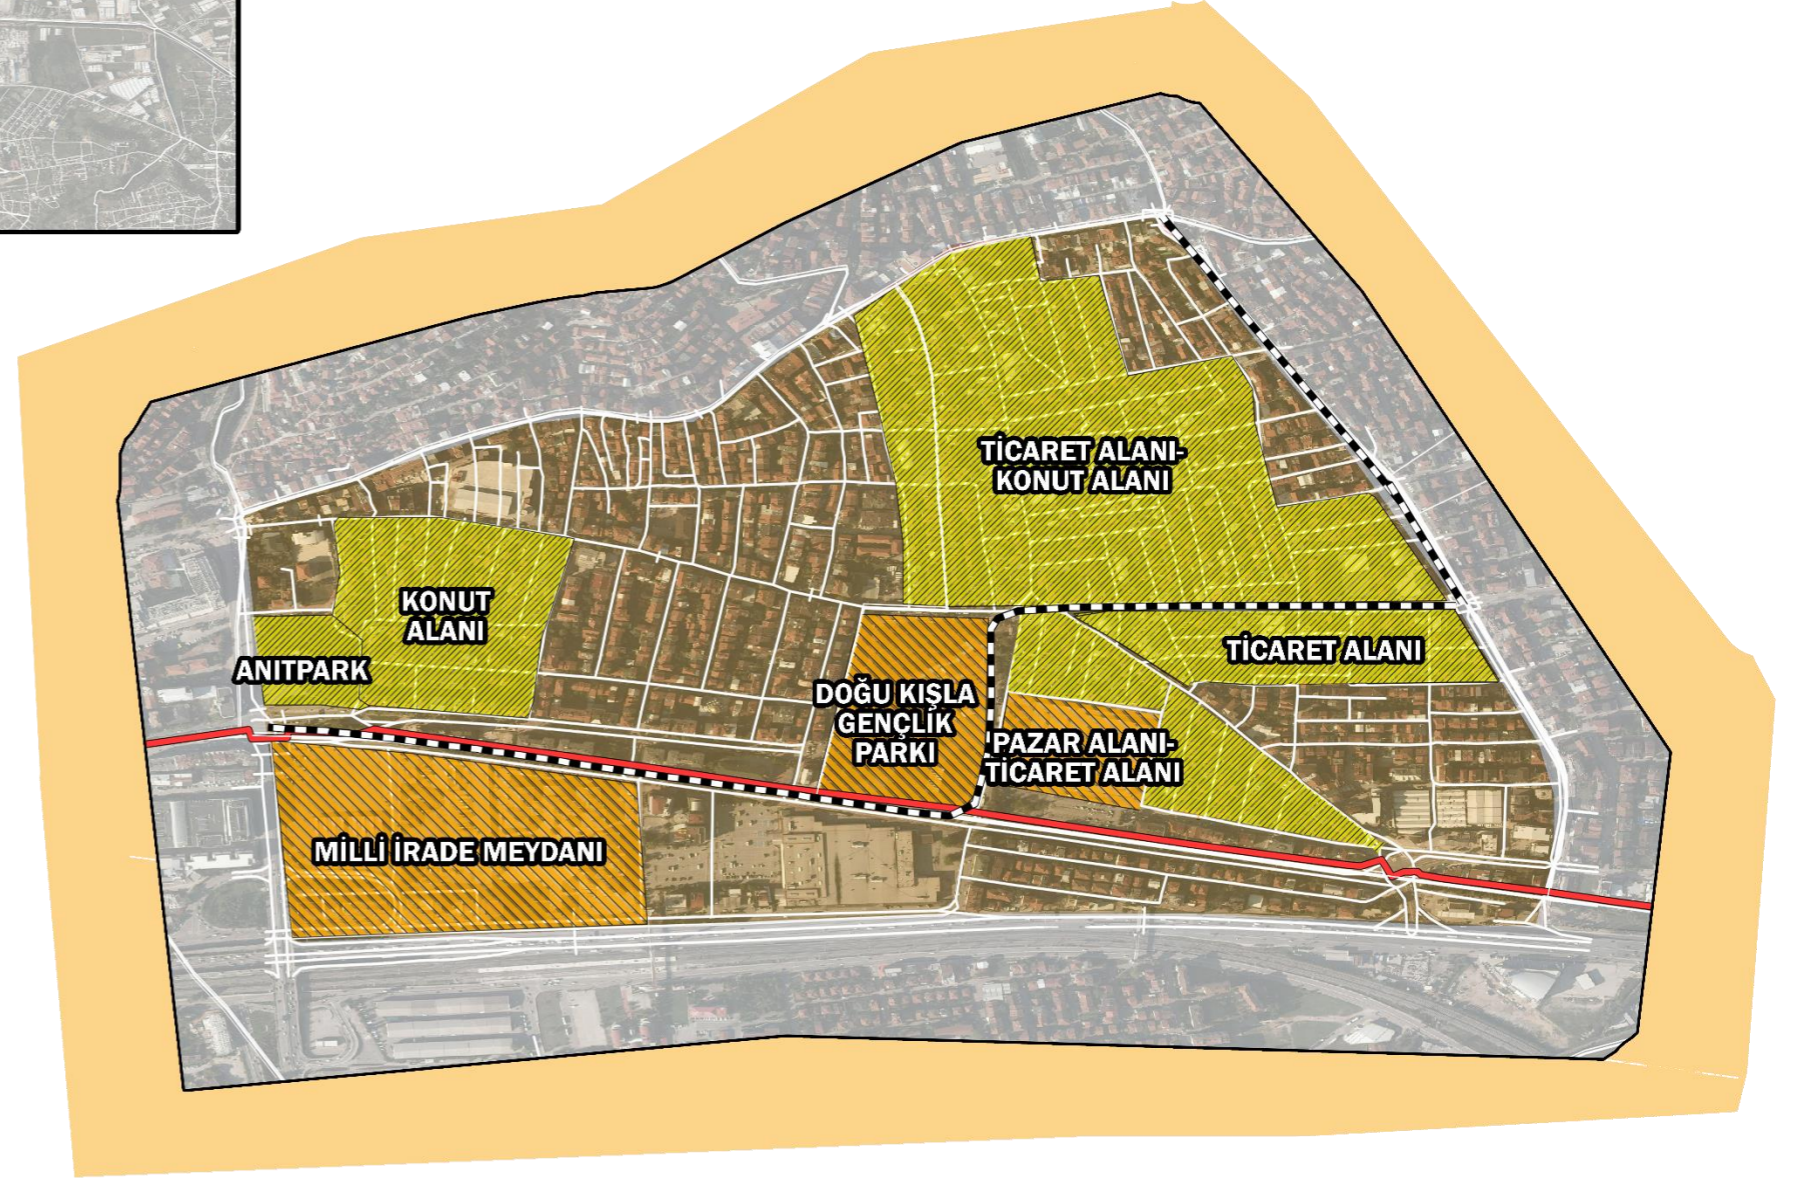 TİCARET ALANI-
KONUT ALANI
KONUT
ALANI
ANITPARK
TİCARET ALANI
DOĞU KIŞLA
GENÇLİK
PARKI
PAZAR ALANI-
TİCARET ALANI
MİLLİ İRADE MEYDANI